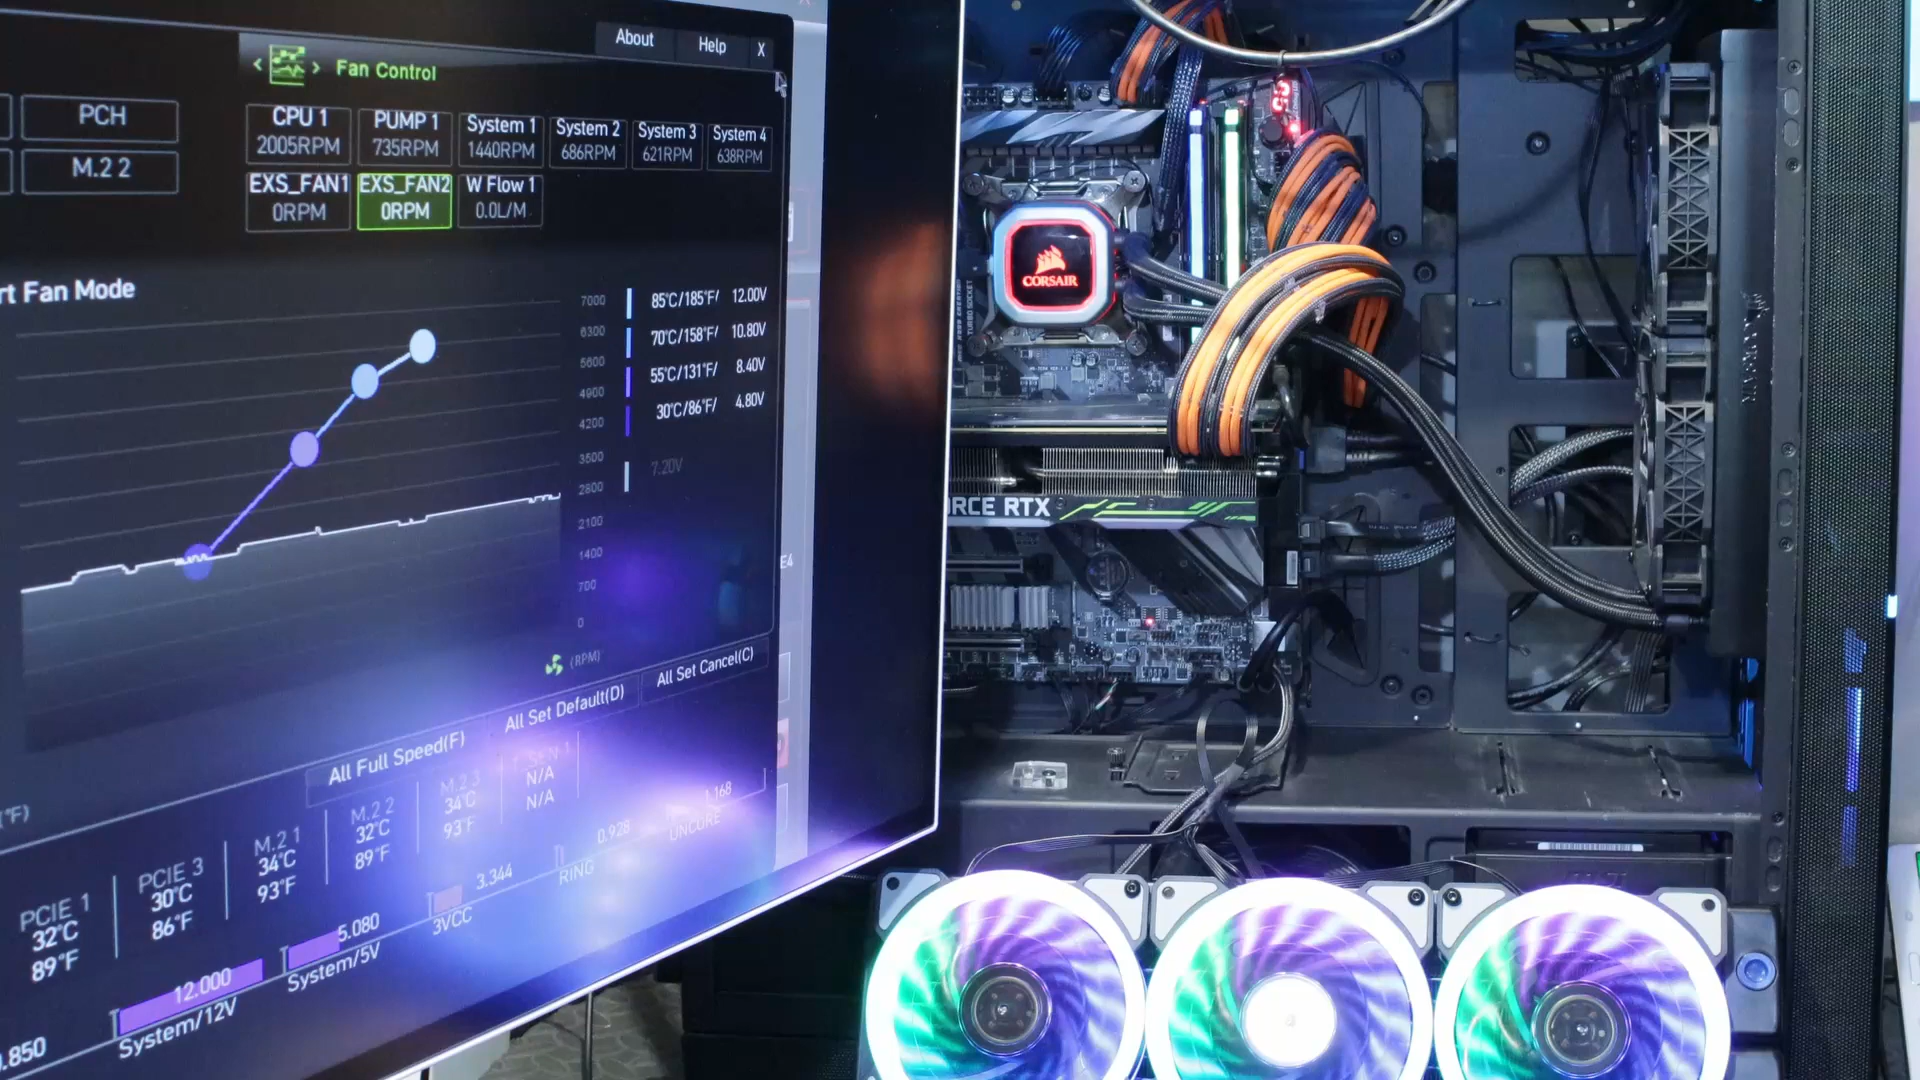 About
Help
X
< > Fan Control
PCH
M.2 2
CPU 1
2005RPM
PUMP 1
735RPM
System 1
1440RPM
System 2
686RPM
System 3
621RPM
System 4
638RPM
EXS_FAN1
0RPM
EXS_FAN2
0RPM
W Flow 1
0.0L/M
rt Fan Mode
7000
6300
5600
4900
4200
3500
2800
2100
1400
700
0
85°C/185°F/ 12.00V
70°C/158°F/ 10.80V
55°C/131°F/ 8.40V
30°C/86°F/ 4.80V
7.20V
(RPM)
All Full Speed(F)
All Set Default(D)
All Set Cancel(C)
(°F)
PCIE 1
32°C
89°F
PCIE 3
30°C
86°F
M.2 1
34°C
93°F
M.2 2
32°C
89°F
M.2 3
34°C
93°F
N/A
N/A
.850
12.000
System/12V
5.080
System/5V
3.344
3VCC
0.928
RING
1.168
UNCORE
E4
CORSAIR
TURBO SOCKET
ORCE RTX